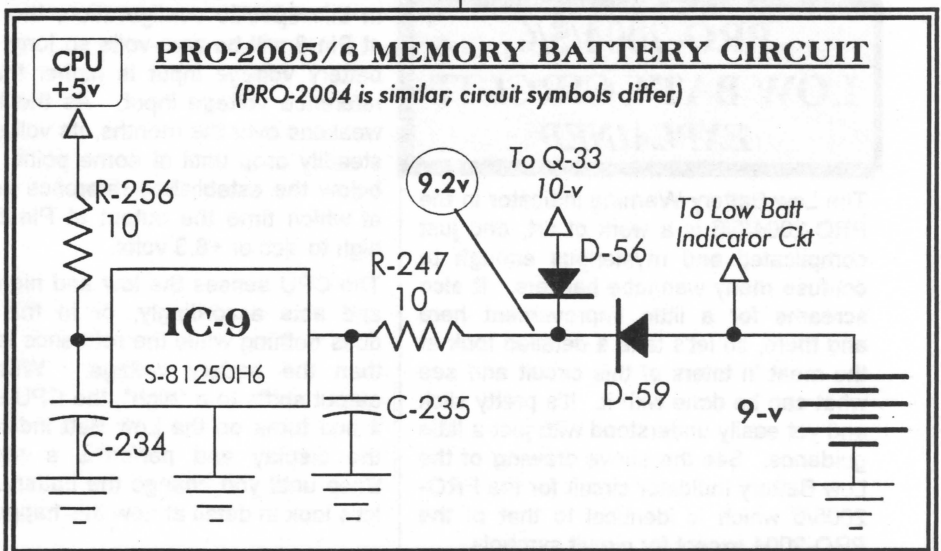 PRO-2005/6 MEMORY BATTERY CIRCUIT
(PRO-2004 is similar; circuit symbols differ)
CPU
+5v
R-256
10
IC-9
S-81250H6
C-234
R-247
10
C-235
9.2v
To Q-33
10-v
D-56
D-59
To Low Batt
Indicator Ckt
9-v